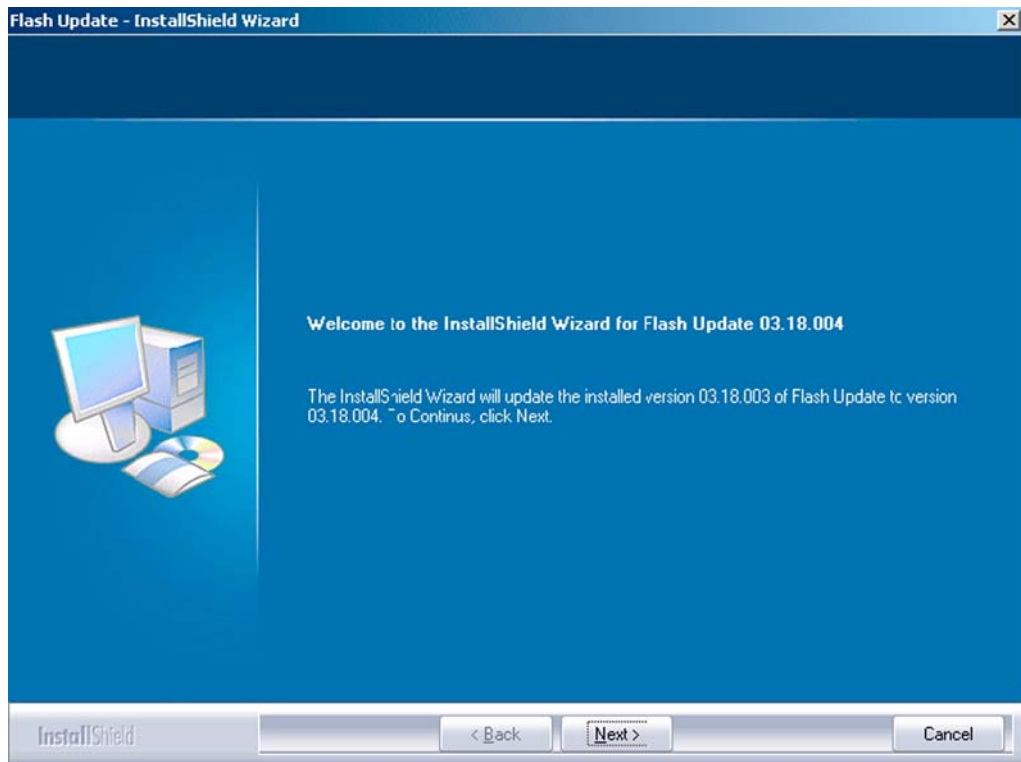 Flash Update - InstallShield Wizard
Welcome to the InstallShield Wizard for Flash Update 03.18.004
The InstallShield Wizard will update the installed version 03.18.003 of Flash Update to version
03.18.004. To Continus, click Next.
InstallShield
< Back
Next >
Cancel